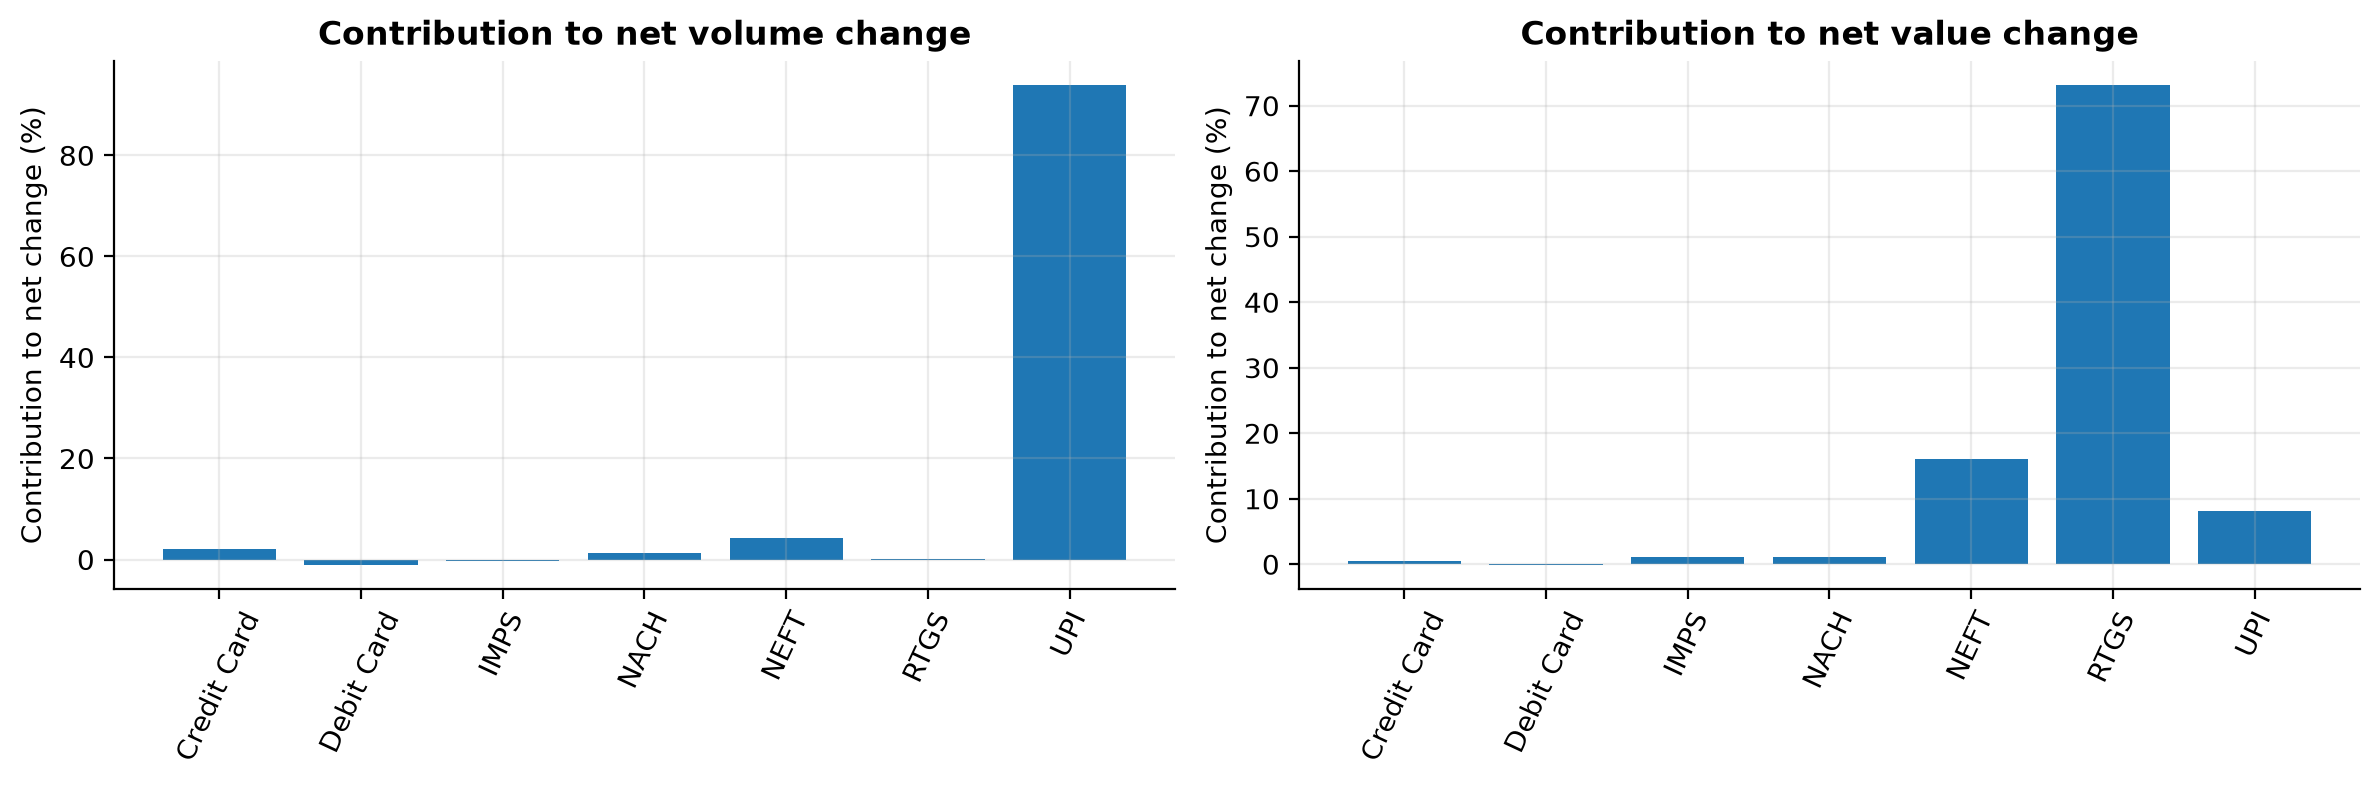 Contribution to net volume change
Contribution to net change (%)
80
60
40
20
0
Credit Card
Debit Card
IMPS
NACH
NEFT
RTGS
UPI
Contribution to net value change
Contribution to net change (%)
70
60
50
40
30
20
10
0
Credit Card
Debit Card
IMPS
NACH
NEFT
RTGS
UPI